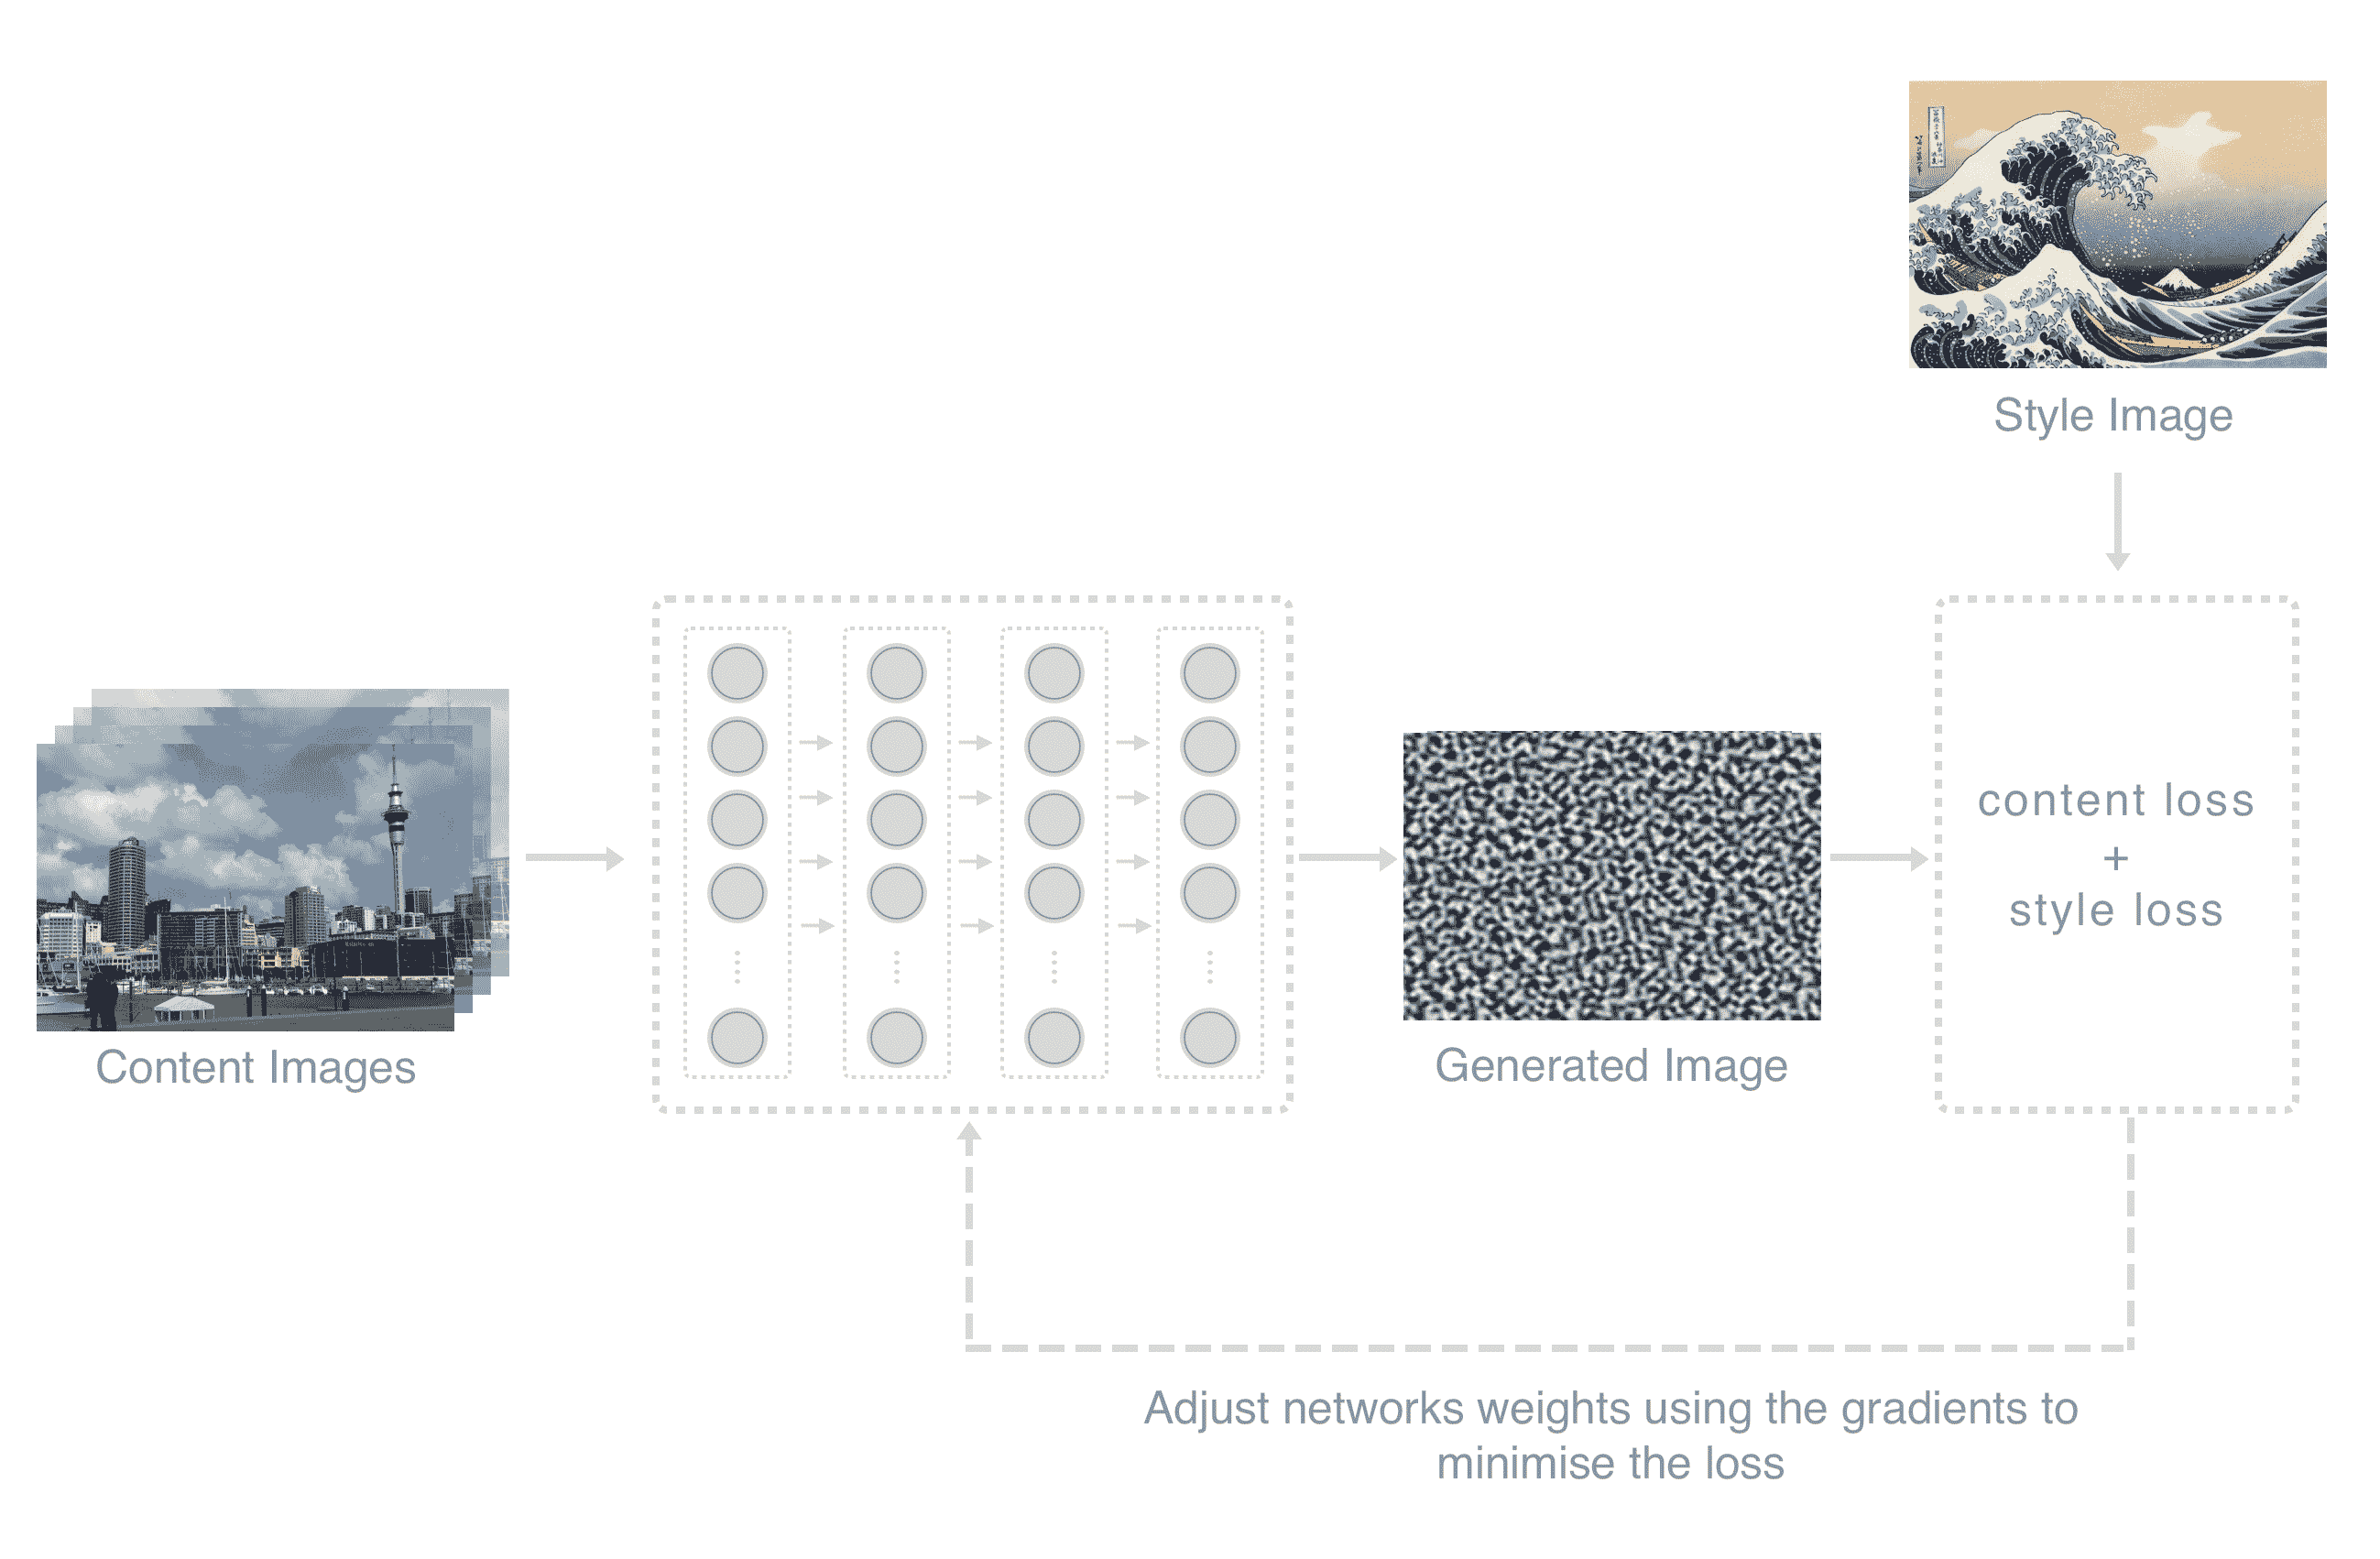 Style Image
content loss
+
style loss
Content Images
Generated Image
Adjust networks weights using the gradients to
minimise the loss